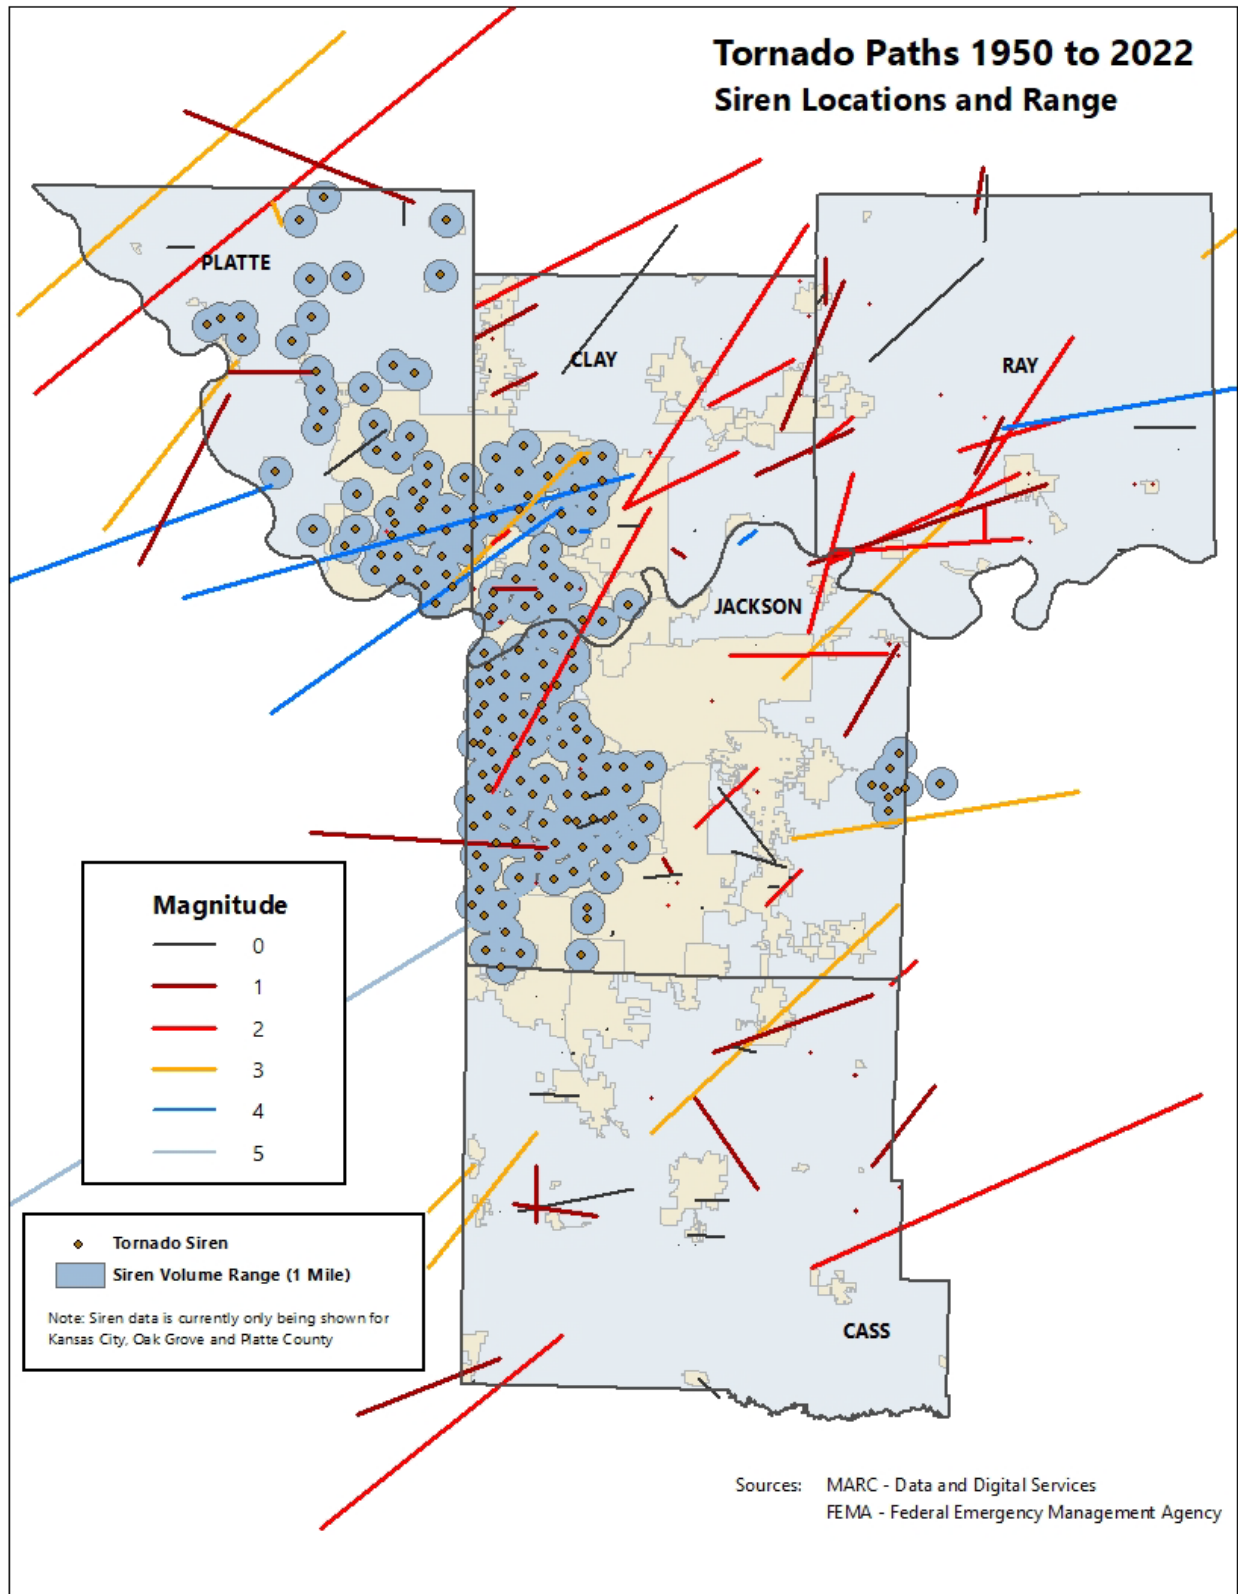 Tornado Paths 1950 to 2022
Siren Locations and Range
PLATTE
CLAY
RAY
JACKSON
CASS
Magnitude
0
1
2
3
4
5
Tornado Siren
Siren Volume Range (1 Mile)
Note: Siren data is currently only being shown for
Kansas City, Oak Grove and Platte County
Sources: MARC - Data and Digital Services
FEMA - Federal Emergency Management Agency